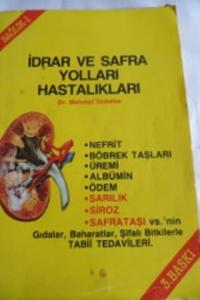 SAĞLIK:1
İDRAR VE SAFRA
YOLLARI
HASTALIKLARI
Dr. Mehmet
•NEFRİT
•BÖBREK TAŞLARI
•ÜREMİ
•ALBÜMİN
•ÖDEM
•SARILIK
•SİROZ
•SAFRATAŞI vs.'nin
Gıdalar, Baharatlar, Şifalı Bitkilerle
TABİİ TEDAVİLERİ.
3.BASKI